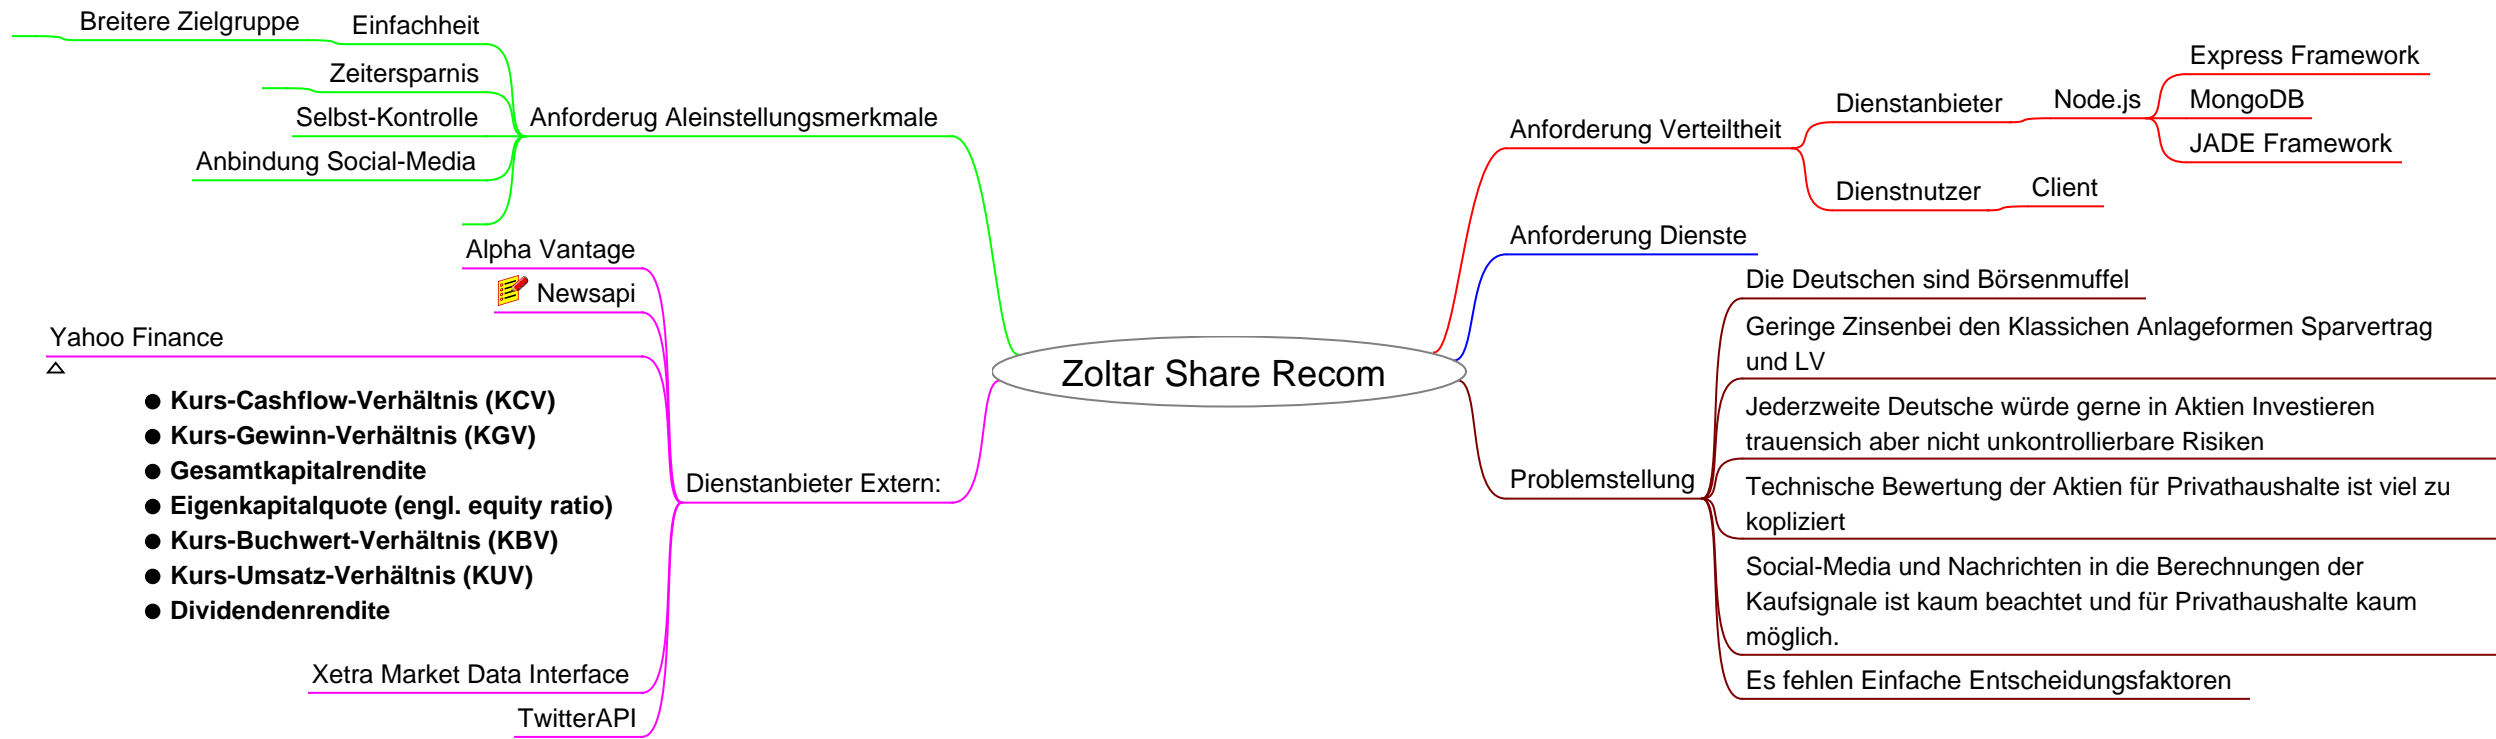 Breitere Zielgruppe
Einfachheit
Zeitersparnis
Selbst-Kontrolle
Anbindung Social-Media
Anforderug Aleinstellungsmerkmale
Alpha Vantage
Newsapi
Yahoo Finance
Kurs-Cashflow-Verhältnis (KCV)
Kurs-Gewinn-Verhältnis (KGV)
Gesamtkapitalrendite
Eigenkapitalquote (engl. equity ratio)
Kurs-Buchwert-Verhältnis (KBV)
Kurs-Umsatz-Verhältnis (KUV)
Dividendenrendite
Xetra Market Data Interface
TwitterAPI
Dienstanbieter Extern:
Zoltar Share Recom
Anforderung Verteiltheit
Dienstanbieter
Node.js
Express Framework
MongoDB
JADE Framework
Dienstnutzer
Client
Anforderung Dienste
Problemstellung
Die Deutschen sind Börsenmuffel
Geringe Zinsenbei den Klassichen Anlageformen Sparvertrag
und LV
Jederzweite Deutsche würde gerne in Aktien Investieren
trauensich aber nicht unkontrollierbare Risiken
Technische Bewertung der Aktien für Privathaushalte ist viel zu
kopliziert
Social-Media und Nachrichten in die Berechnungen der
Kaufsignale ist kaum beachtet und für Privathaushalte kaum
möglich.
Es fehlen Einfache Entscheidungsfaktoren